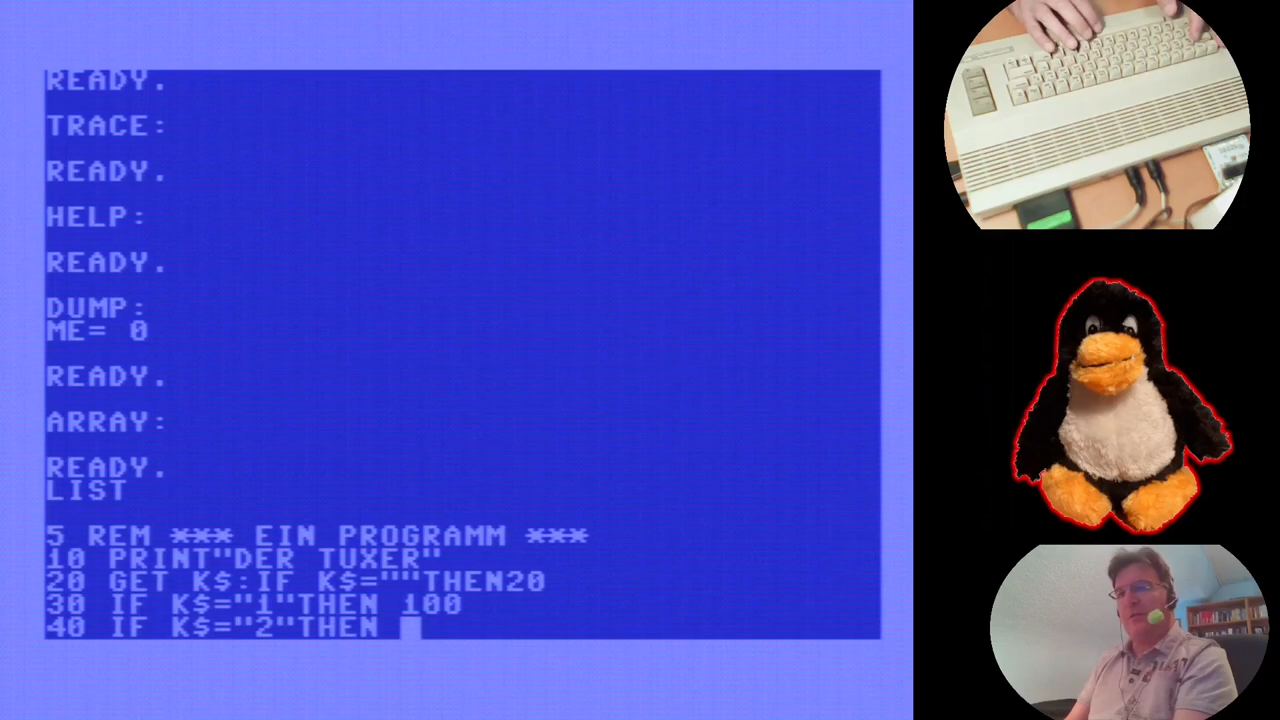 READY.
TRACE:
READY.
HELP:
READY.
DUMP:
ME= 0
READY.
ARRAY:
READY.
LIST
5 REM *** EIN PROGRAMM ***
10 PRINT"DER TUXER"
20 GET K$:IF K$=""THEN20
30 IF K$="1"THEN 100
40 IF K$="2"THEN